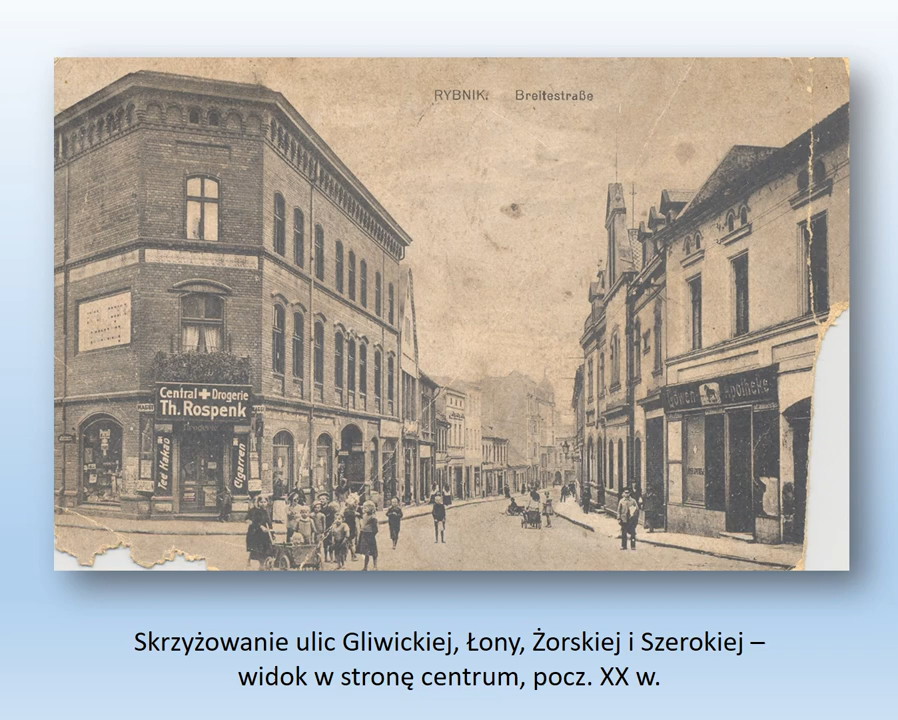 RYBNIK. Breitestraße
Central + Drogerie
Th. Rospenk
Drogerie
Tee Kakao
Cigarren
Löwen Apotheke
Skrzyżowanie ulic Gliwickiej, Łony, Żorskiej i Szerokiej –
widok w stronę centrum, pocz. XX w.